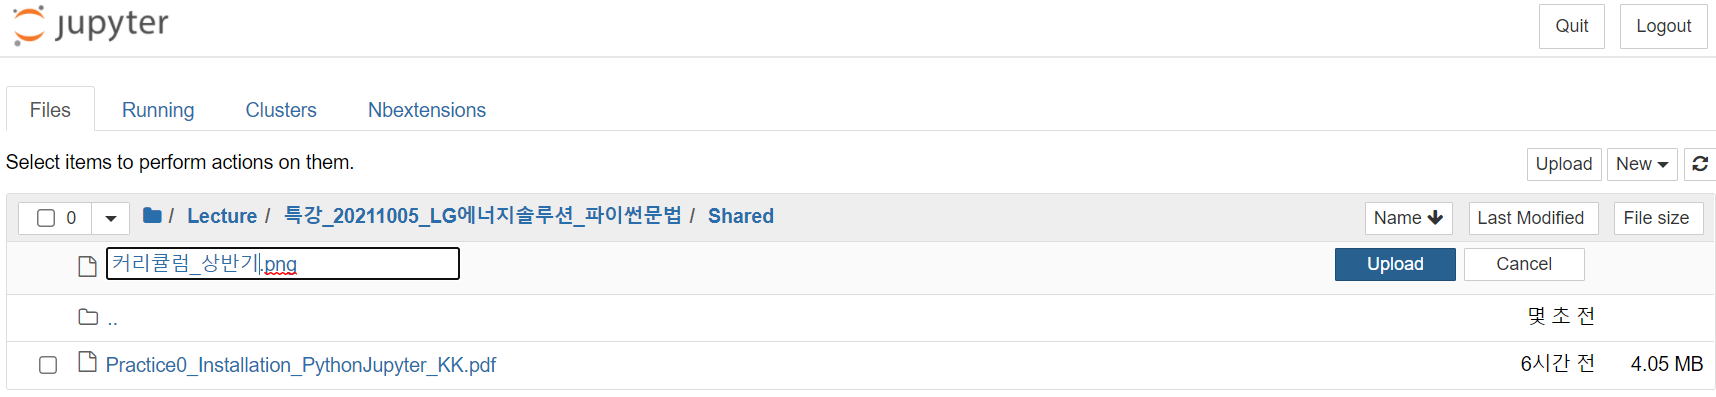 jupyter Quit Logout
Files Running Clusters Nbextensions
Select items to perform actions on them. Upload New
0 / Lecture / 특강_20211005_LG에너지솔루션_파이썬문법 / Shared Name Last Modified File size
커리큘럼_상반기.png Upload Cancel
.. 몇 초 전
Practice0_Installation_PythonJupyter_KK.pdf 6시간 전 4.05 MB